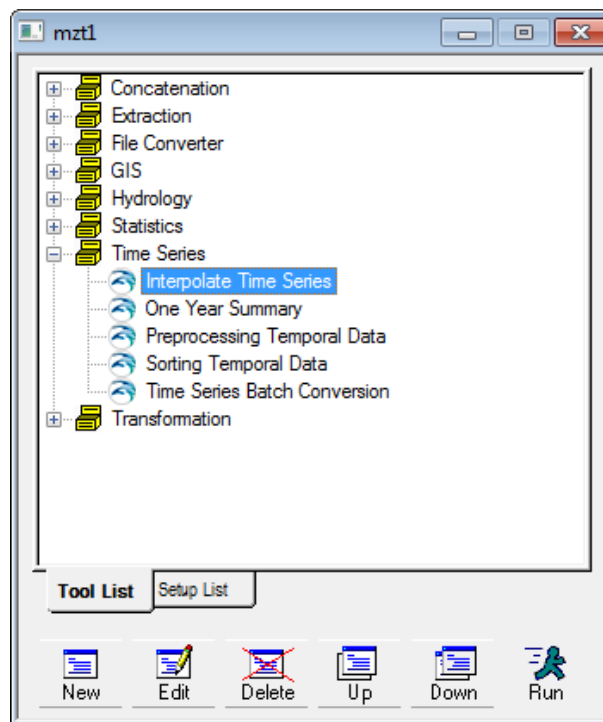 mzt1
Concatenation
Extraction
File Converter
GIS
Hydrology
Statistics
Time Series
Interpolate Time Series
One Year Summary
Preprocessing Temporal Data
Sorting Temporal Data
Time Series Batch Conversion
Transformation
Tool List Setup List
New Edit Delete Up Down Run